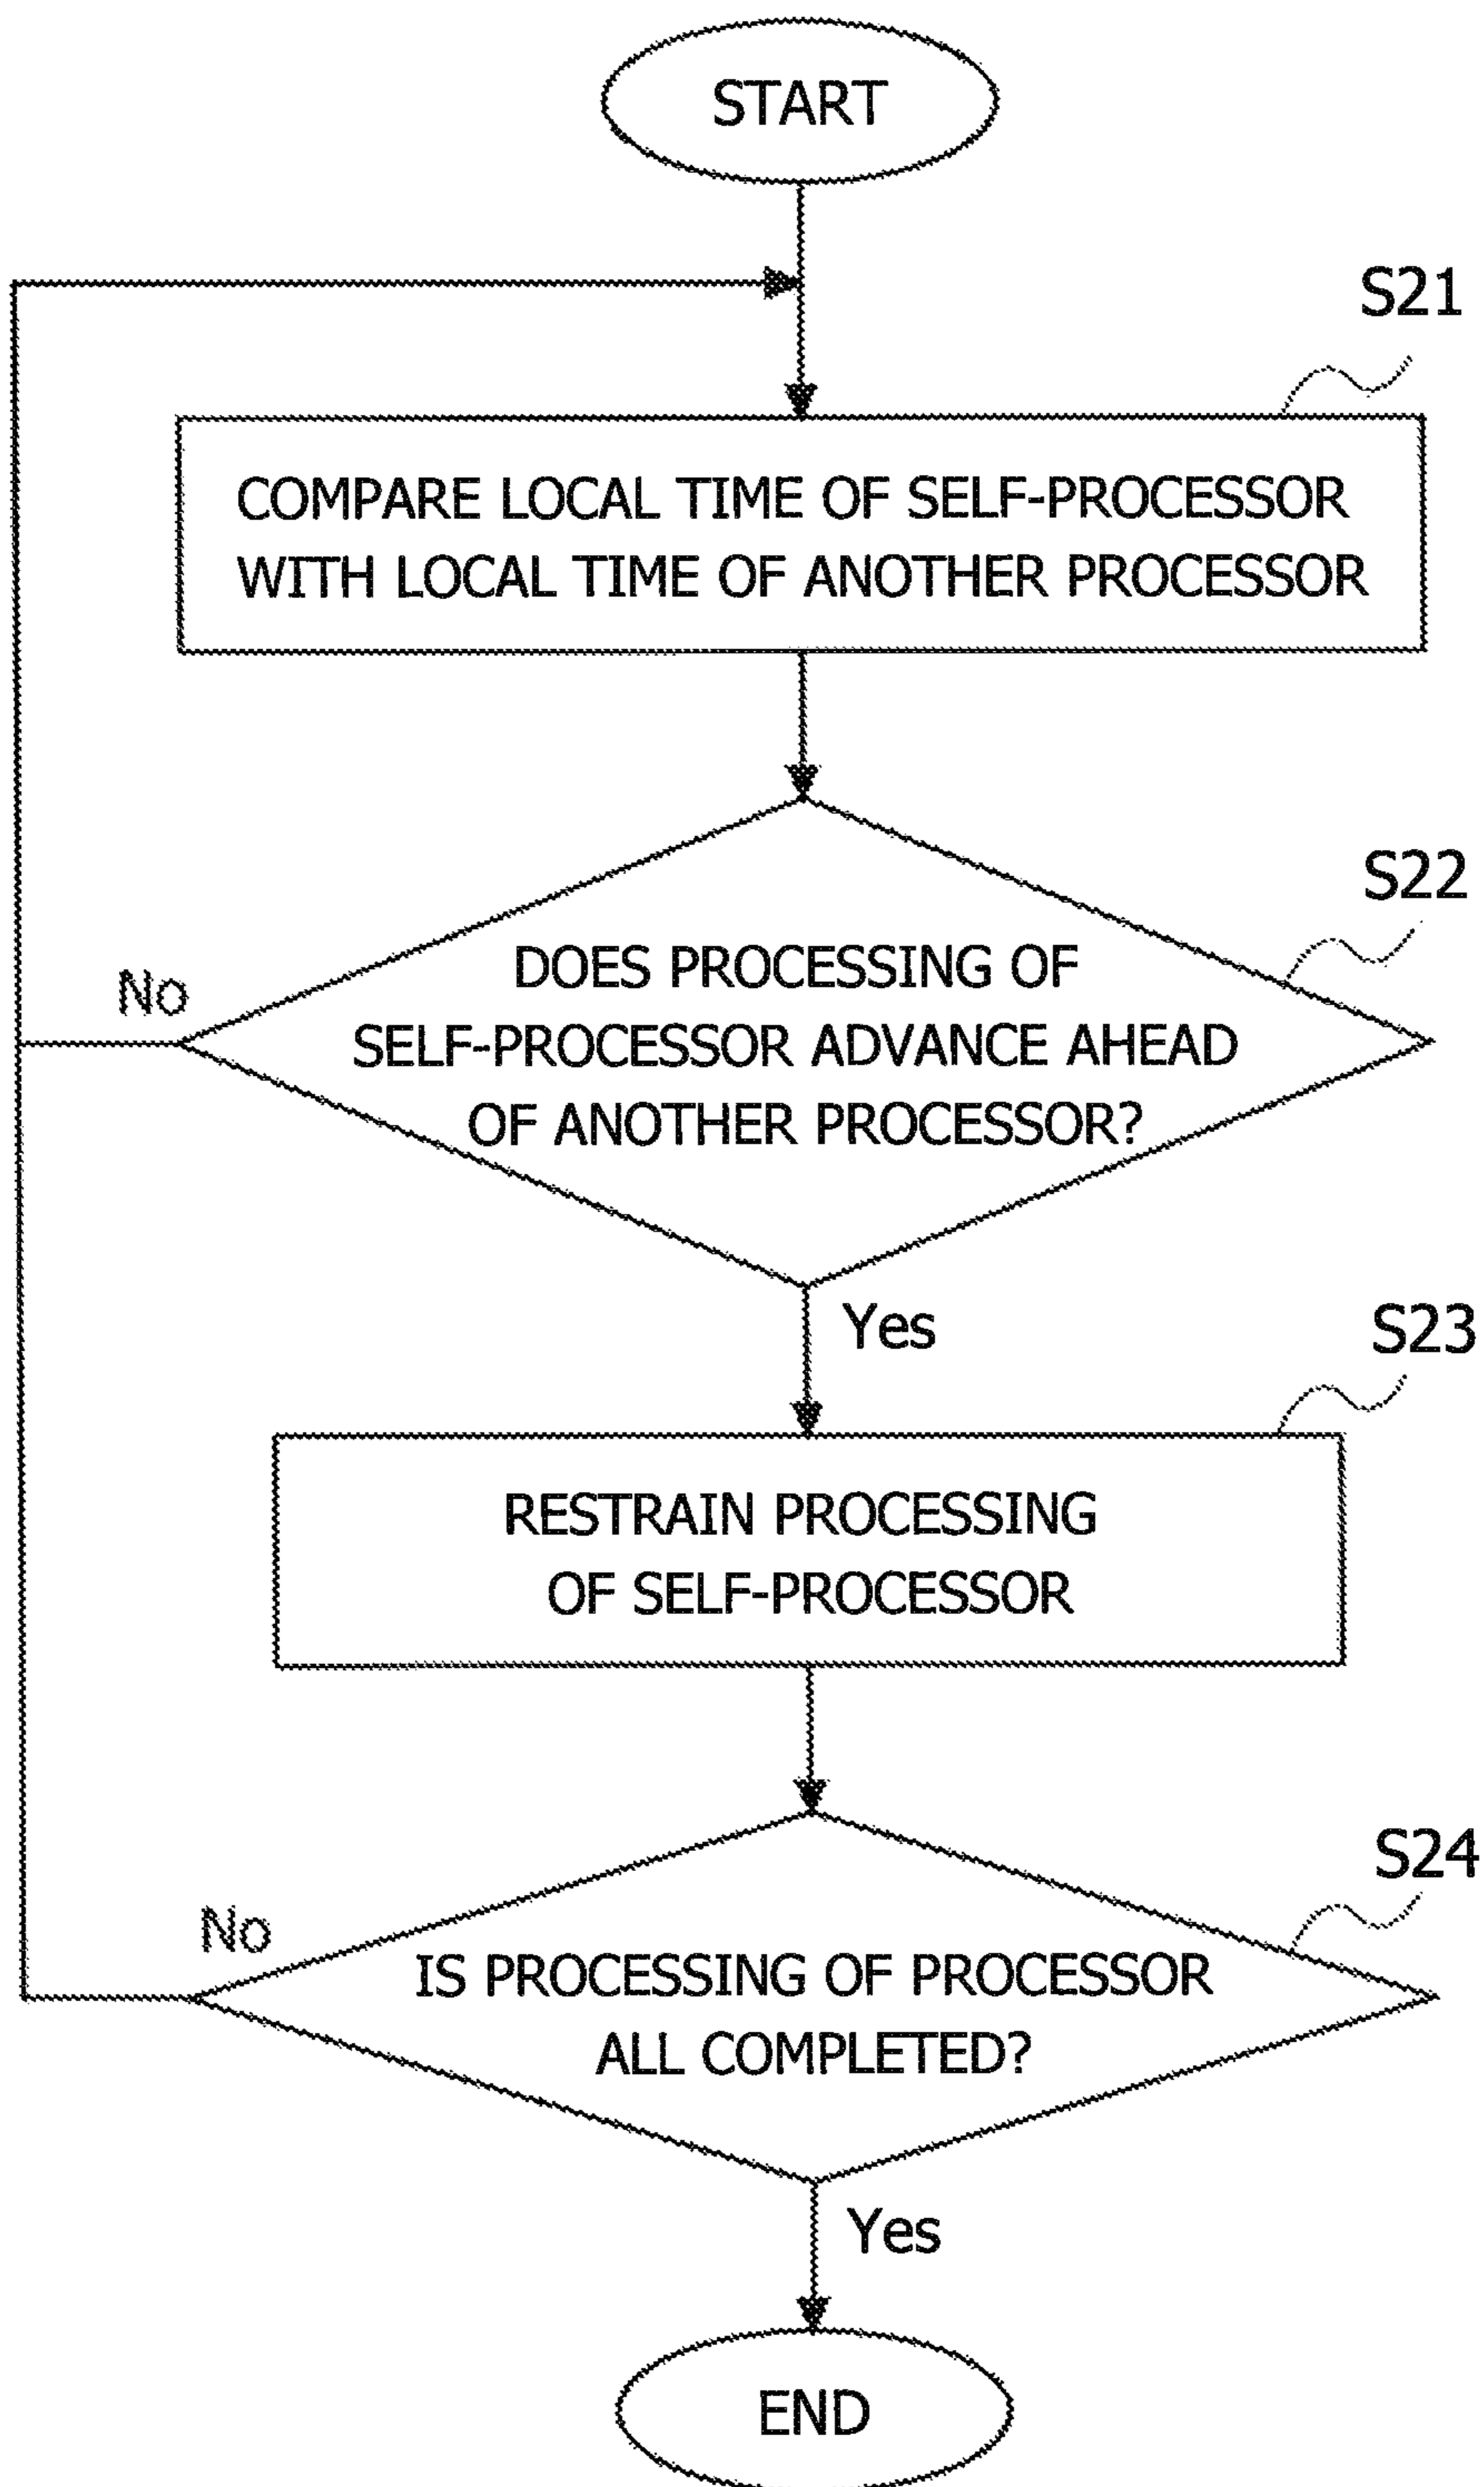 START
S21
COMPARE LOCAL TIME OF SELF-PROCESSOR
WITH LOCAL TIME OF ANOTHER PROCESSOR
S22
No
DOES PROCESSING OF
SELF-PROCESSOR ADVANCE AHEAD
OF ANOTHER PROCESSOR?
Yes
S23
RESTRAIN PROCESSING
OF SELF-PROCESSOR
S24
No
IS PROCESSING OF PROCESSOR
ALL COMPLETED?
Yes
END